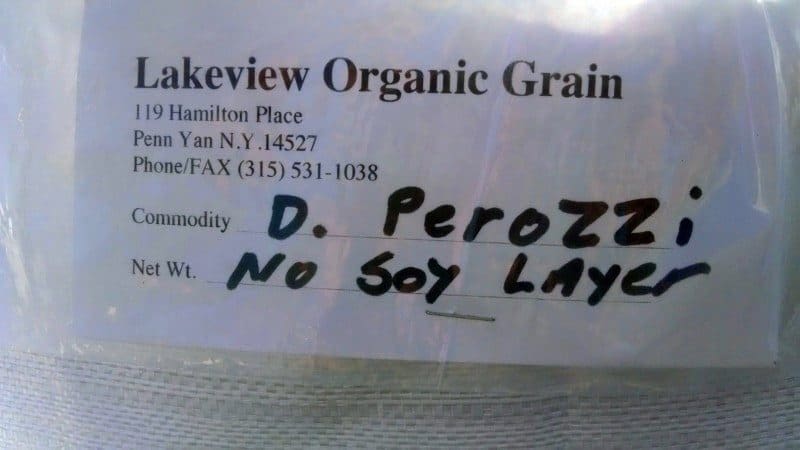 Lakeview Organic Grain
119 Hamilton Place
Penn Yan N.Y.14527
Phone/FAX (315) 531-1038
Commodity D. Perozzi
Net Wt. No Soy Layer